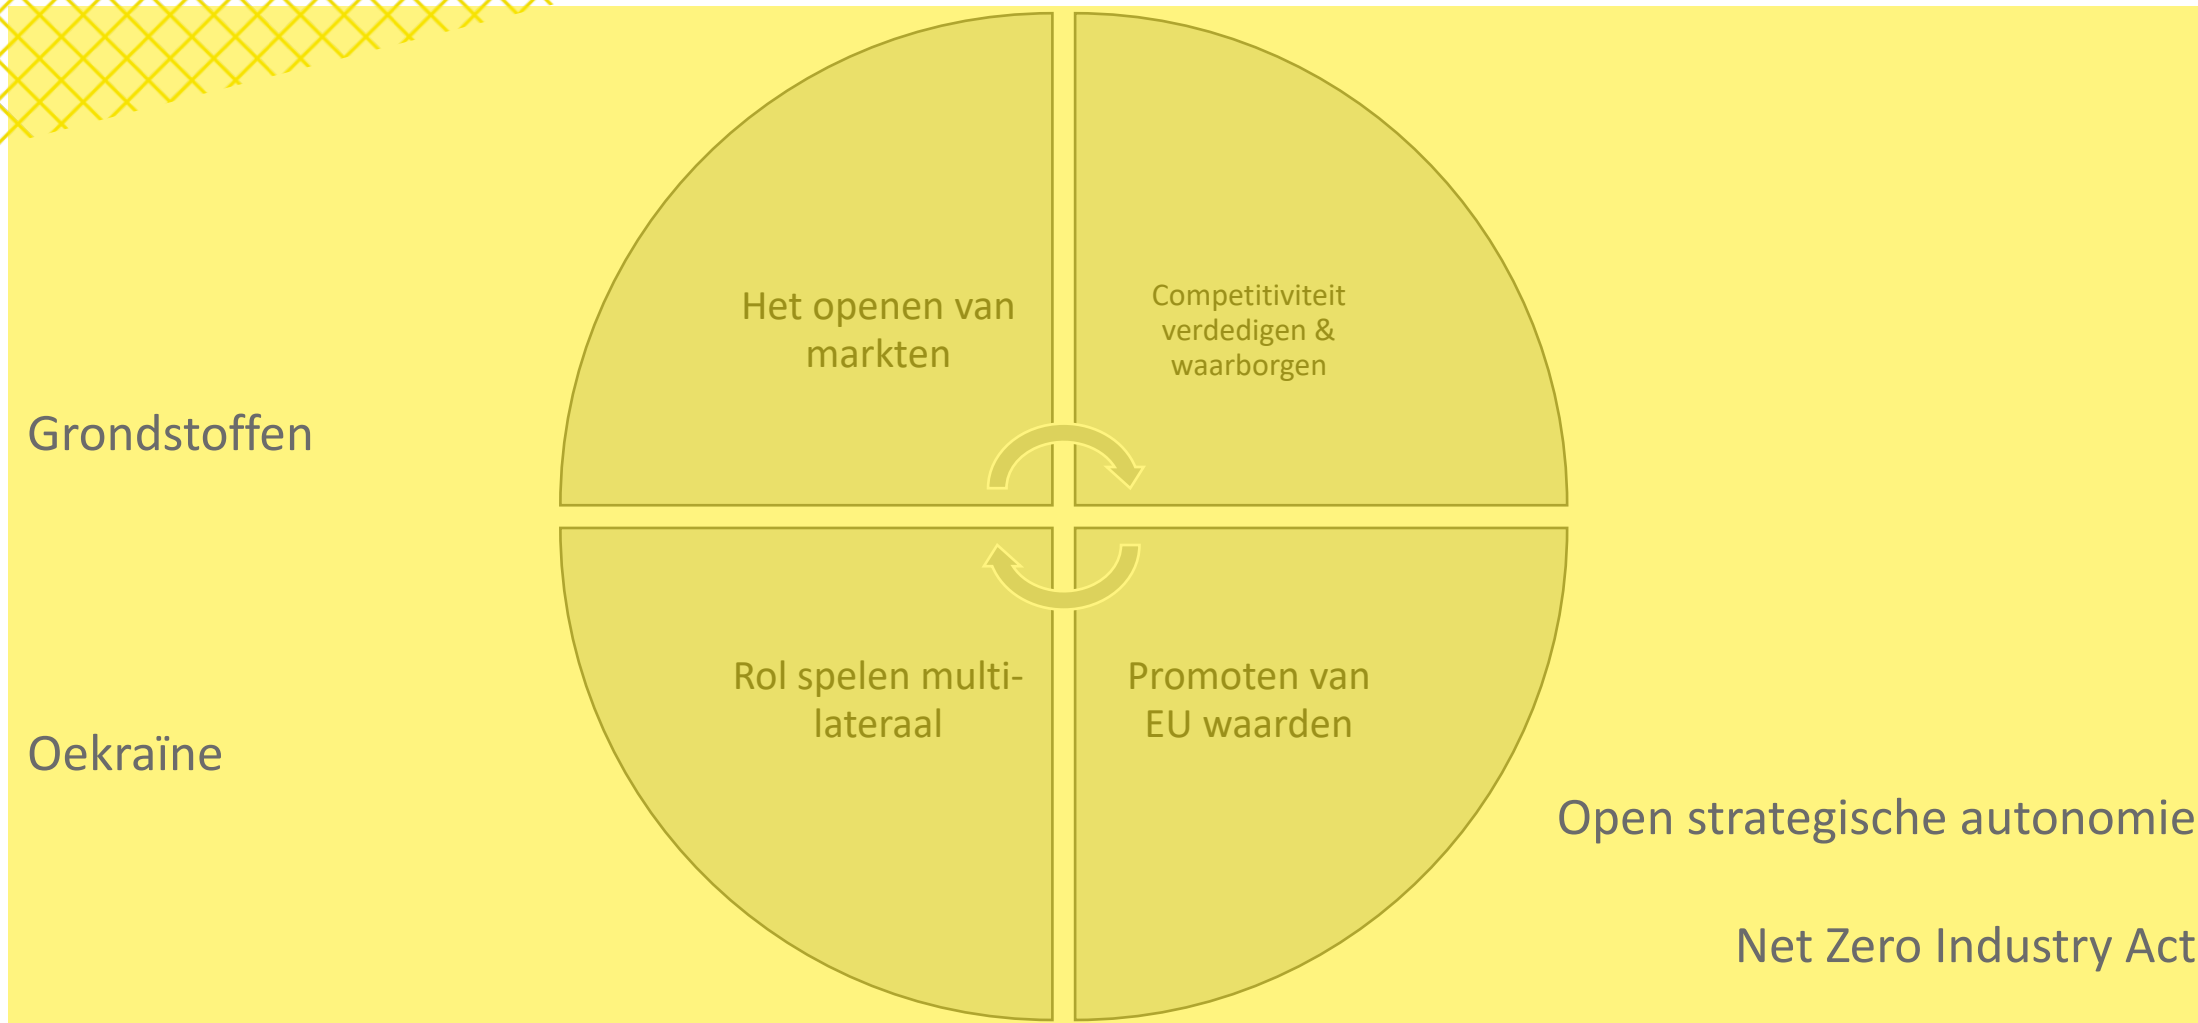 Het openen van
markten
Competitiviteit
verdedigen &
waarborgen
Grondstoffen
Rol spelen multi-
lateraal
Promoten van
EU waarden
Oekraïne
Open strategische autonomie
Net Zero Industry Act